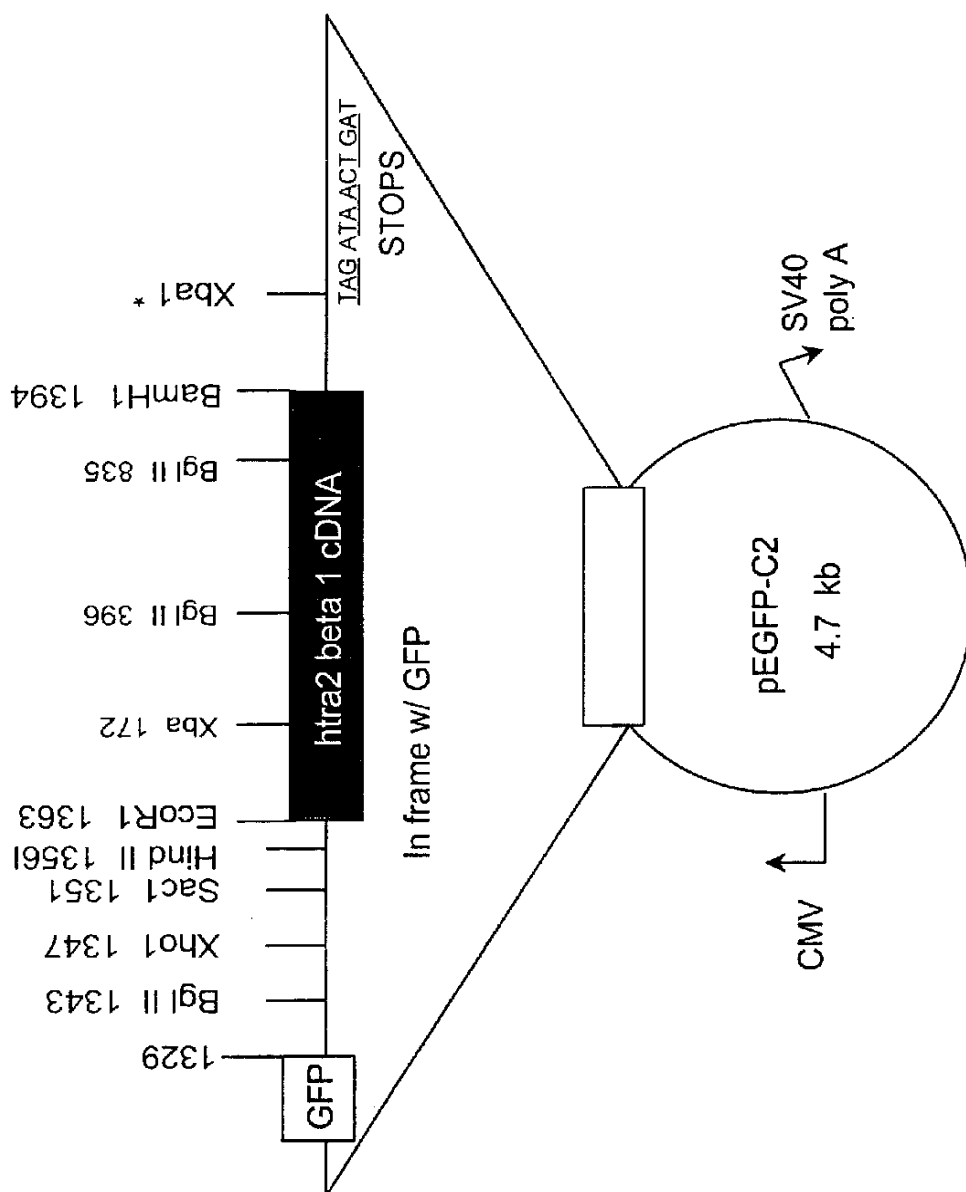 GFP
1329
Bgl II 1343
Xho1 1347
Sac1 1351
Hind II 1356I
EcoR1 1363
Xba 172
Bgl II 396
Bgl II 835
BamH1 1394
Xba1 *
htra2 beta 1 cDNA
TAG ATA ACT GAT
STOPS
In frame w/ GFP
CMV
pEGFP-C2
4.7 kb
SV40
poly A